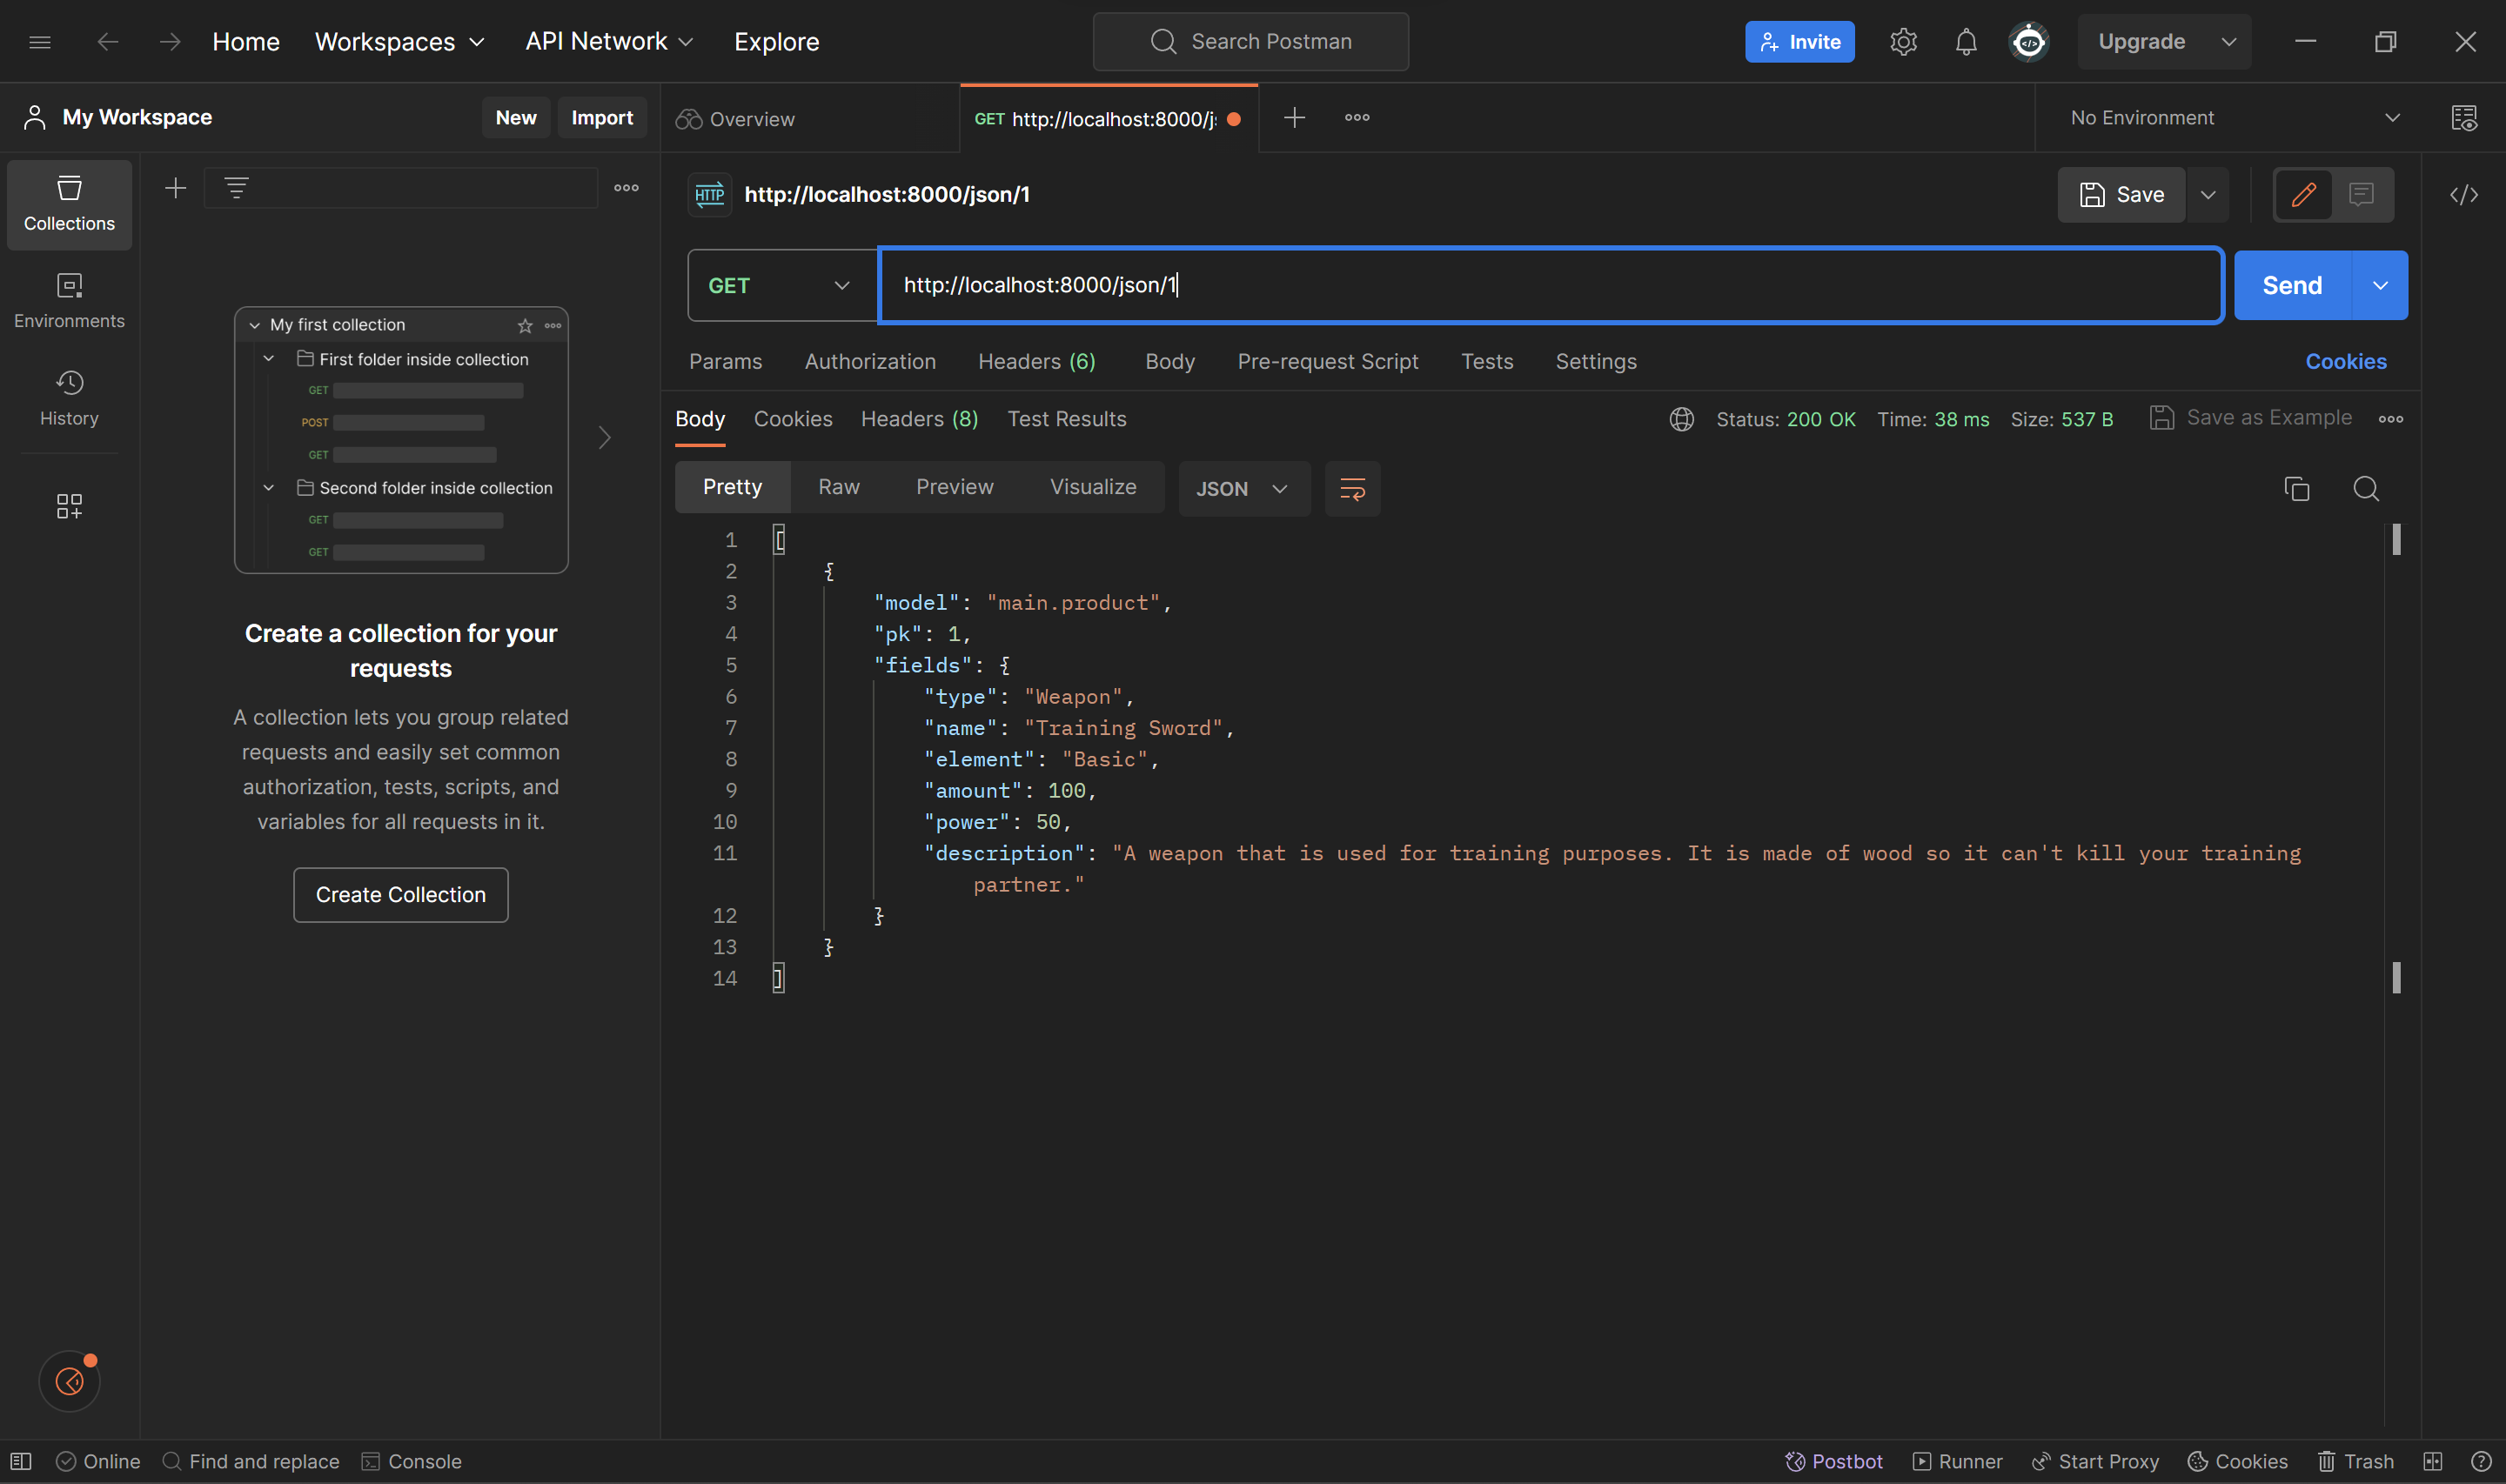 Home Workspaces API Network Explore Search Postman Invite Upgrade
My Workspace New Import
Overview GET http://localhost:8000/j No Environment
Collections
Environments
History
My first collection
First folder inside collection
GET
POST
GET
Second folder inside collection
GET
GET
Create a collection for your
requests
A collection lets you group related
requests and easily set common
authorization, tests, scripts, and
variables for all requests in it.
Create Collection
HTTP http://localhost:8000/json/1 Save
GET http://localhost:8000/json/1 Send
Params Authorization Headers (6) Body Pre-request Script Tests Settings Cookies
Body Cookies Headers (8) Test Results Status: 200 OK Time: 38 ms Size: 537 B Save as Example
Pretty Raw Preview Visualize JSON
1 [
2 {
3 "model": "main.product",
4 "pk": 1,
5 "fields": {
6 "type": "Weapon",
7 "name": "Training Sword",
8 "element": "Basic",
9 "amount": 100,
10 "power": 50,
11 "description": "A weapon that is used for training purposes. It is made of wood so it can't kill your training
partner."
12 }
13 }
14 ]
Online Find and replace Console Postbot Runner Start Proxy Cookies Trash